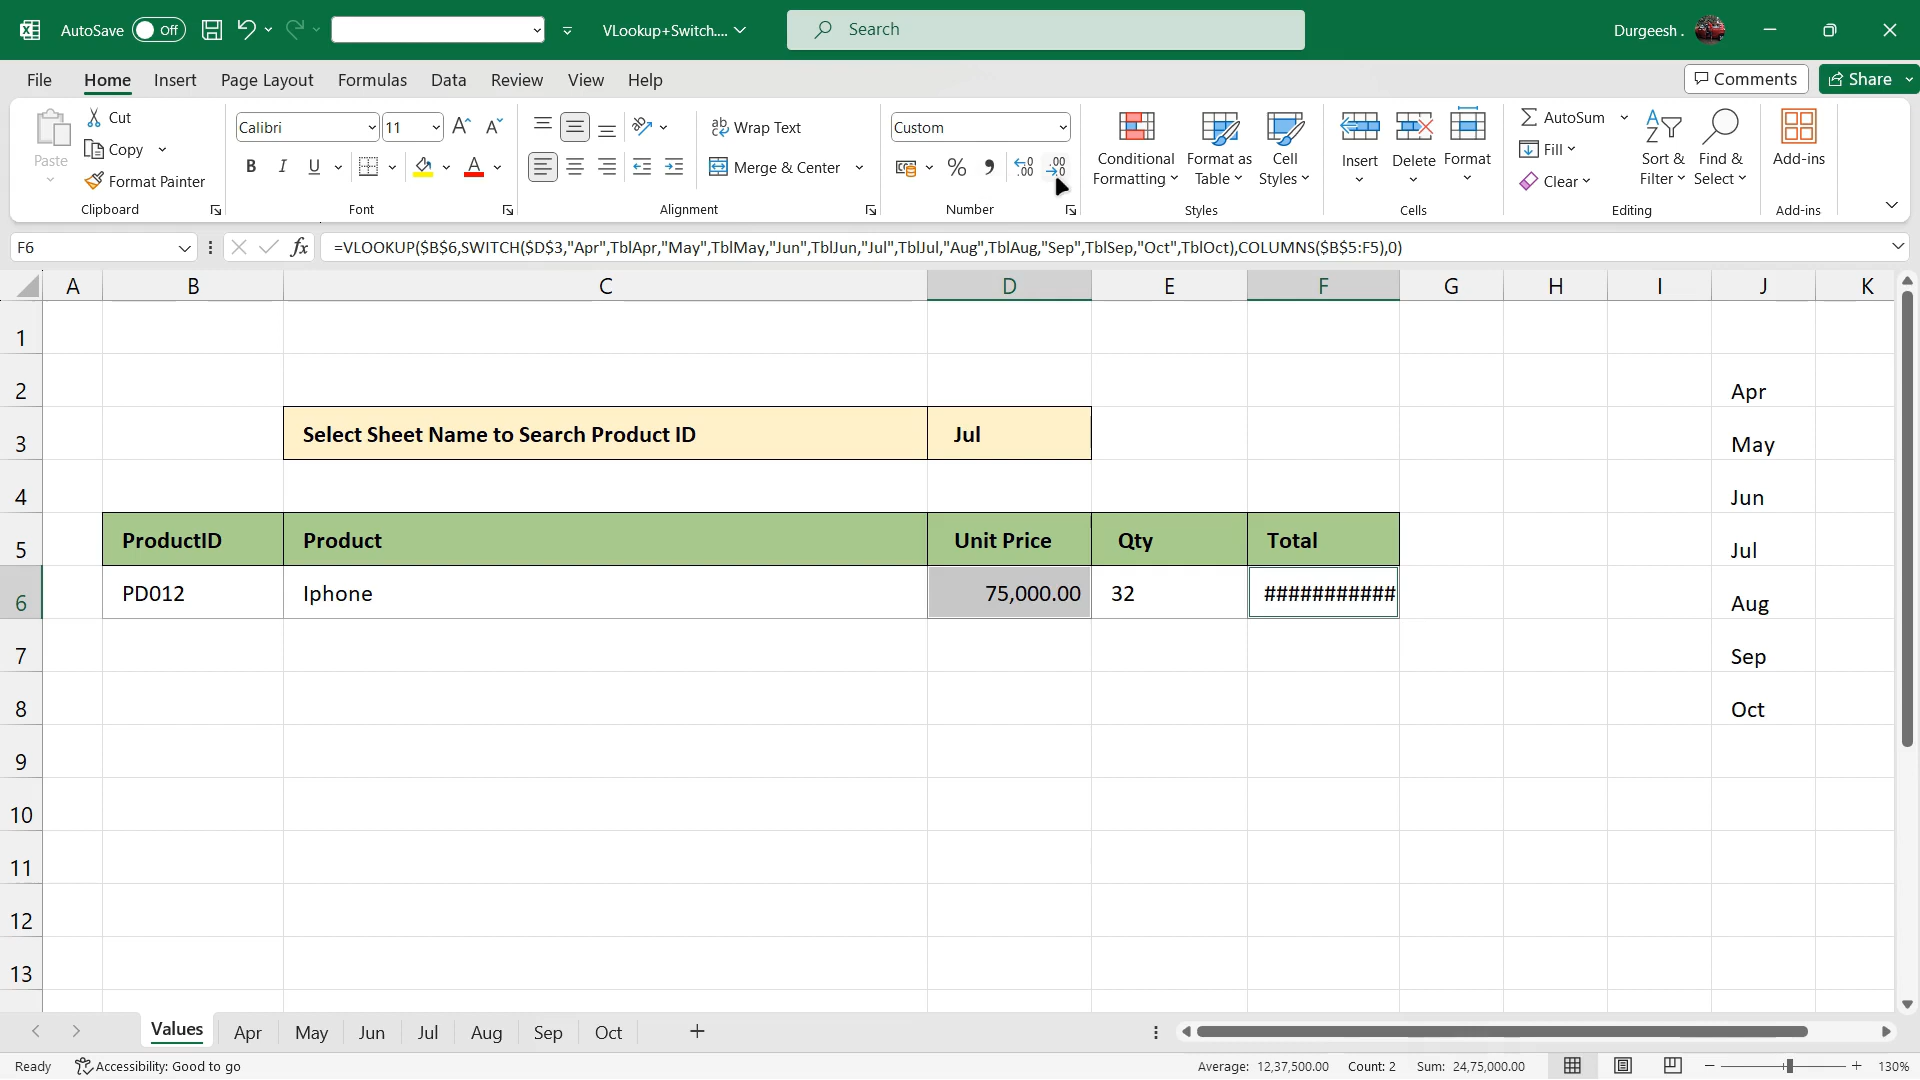 AutoSave Off VLookup+Switch.... Search Durgeesh .
File Home Insert Page Layout Formulas Data Review View Help Comments Share
Paste Cut Copy Format Painter Clipboard
Calibri 11 B I U A Font
Wrap Text Merge & Center Alignment
Custom % Number
Conditional Formatting Format as Table Cell Styles Styles
Insert Delete Format Cells
AutoSum Fill Clear Sort & Filter Find & Select Editing
Add-ins Add-ins
F6 fx =VLOOKUP($B$6,SWITCH($D$3,"Apr",TblApr,"May",TblMay,"Jun",TblJun,"Jul",TblJul,"Aug",TblAug,"Sep",TblSep,"Oct",TblOct),COLUMNS($B$5:F5),0)
A B C D E F G H I J K
1
2 Apr
3 Select Sheet Name to Search Product ID Jul May
4 Jun
5 ProductID Product Unit Price Qty Total Jul
6 PD012 Iphone 75,000.00 32 ########### Aug
7 Sep
8 Oct
9
10
11
12
13
Values Apr May Jun Jul Aug Sep Oct
Ready Accessibility: Good to go Average: 12,37,500.00 Count: 2 Sum: 24,75,000.00 130%